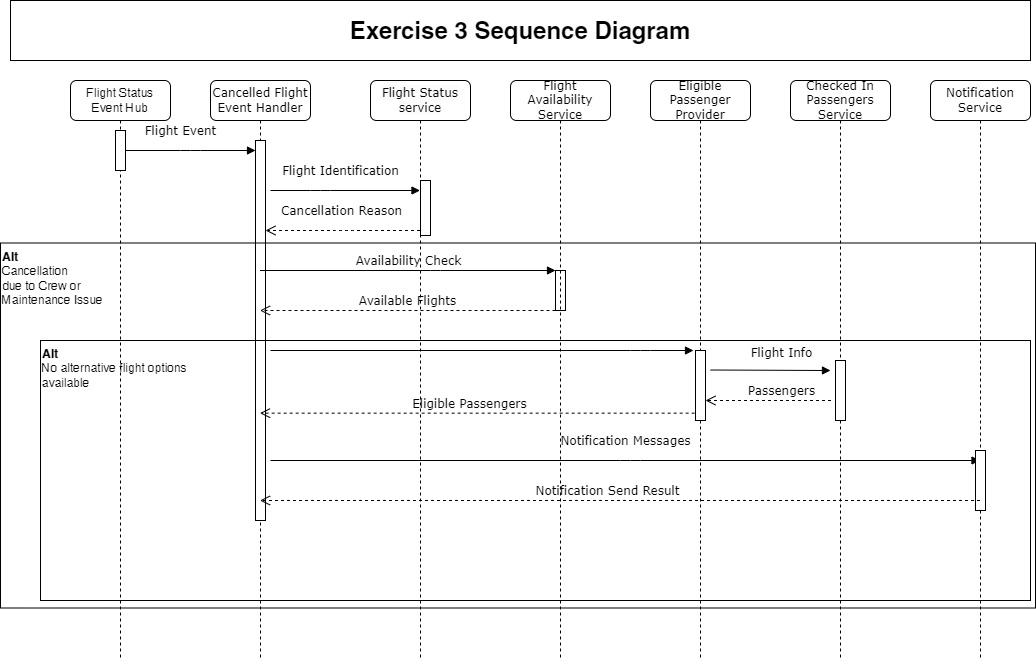 Exercise 3 Sequence Diagram
Flight Status
Event Hub
Cancelled Flight
Event Handler
Flight Status
service
Flight
Availability
Service
Eligible
Passenger
Provider
Checked In
Passengers
Service
Notification
Service
Flight Event
Flight Identification
Cancellation Reason
Alt
Cancellation
due to Crew or
Maintenance Issue
Availability Check
Available Flights
Alt
No alternative flight options
available
Flight Info
Passengers
Eligible Passengers
Notification Messages
Notification Send Result